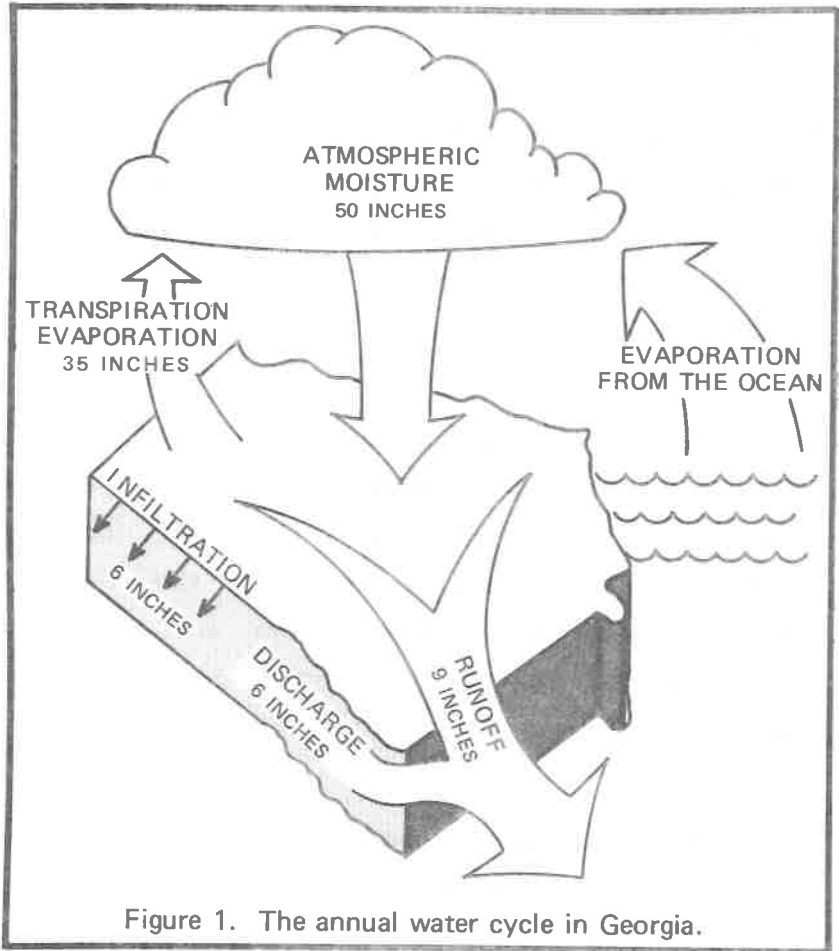 ATMOSPHERIC
MOISTURE
50 INCHES
TRANSPIRATION
EVAPORATION
35 INCHES
EVAPORATION
FROM THE OCEAN
INFILTRATION
6 INCHES
DISCHARGE
6 INCHES
RUNOFF
9 INCHES
Figure 1. The annual water cycle in Georgia.